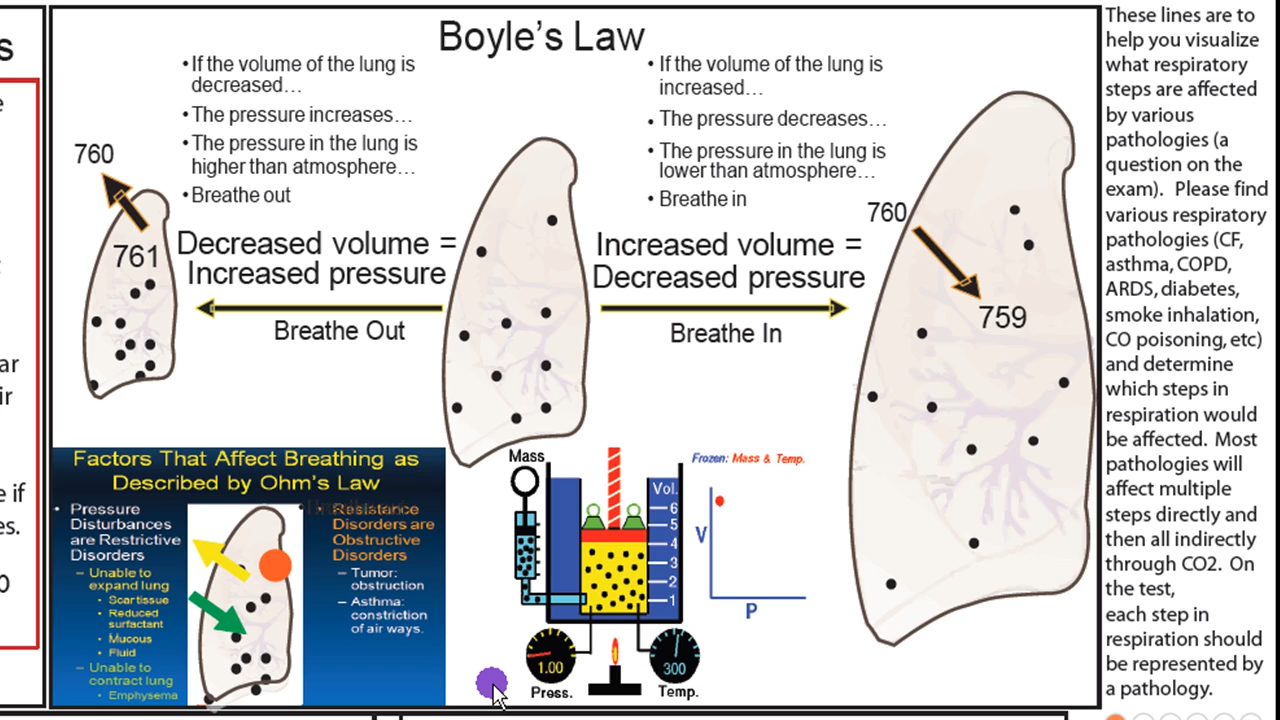 s
e
ar
ir
e if
es.
0
Boyle's Law
•If the volume of the lung is
decreased…
•The pressure increases…
•The pressure in the lung is
higher than atmosphere…
•Breathe out
• If the volume of the lung is
increased…
• The pressure decreases…
• The pressure in the lung is
lower than atmosphere…
• Breathe in
760
761
Decreased volume =
Increased pressure
Breathe Out
Increased volume =
Decreased pressure
Breathe In
760
759
Factors That Affect Breathing as
Described by Ohm's Law
• Pressure
Disturbances
are Restrictive
Disorders
– Unable to
expand lung
• Scar tissue
• Reduced
surfactant
• Mucous
• Fluid
– Unable to
contract lung
• Emphysema
• Resistance
Disorders are
Obstructive
Disorders
– Tumor:
obstruction
– Asthma:
constriction
of air ways.
Mass
Vol.
6
5
4
3
2
1
1.00
Press.
300
Temp.
Frozen: Mass & Temp.
V
P
These lines are to
help you visualize
what respiratory
steps are affected
by various
pathologies (a
question on the
exam). Please find
various respiratory
pathologies (CF,
asthma, COPD,
ARDS, diabetes,
smoke inhalation,
CO poisoning, etc)
and determine
which steps in
respiration would
be affected. Most
pathologies will
affect multiple
steps directly and
then all indirectly
through CO2. On
the test,
each step in
respiration should
be represented by
a pathology.